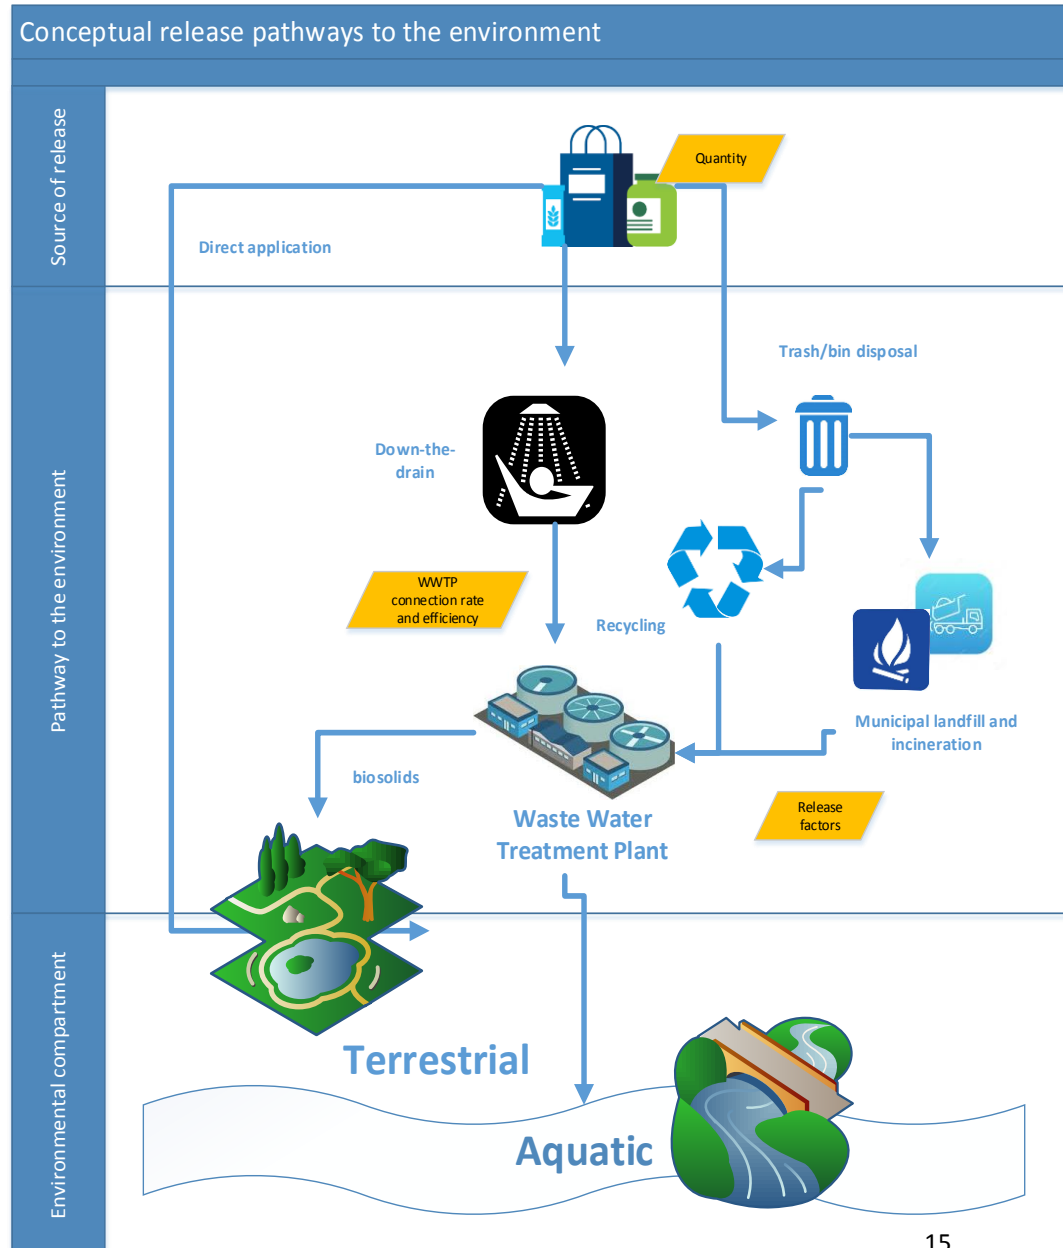 Conceptual release pathways to the environment
Source of release
Quantity
Direct application
Pathway to the environment
Trash/bin disposal
Down-the-
drain
WWTP
connection rate
and efficiency
Recycling
Municipal landfill and
incineration
biosolids
Release
factors
Waste Water
Treatment Plant
Environmental compartment
Terrestrial
Aquatic
15